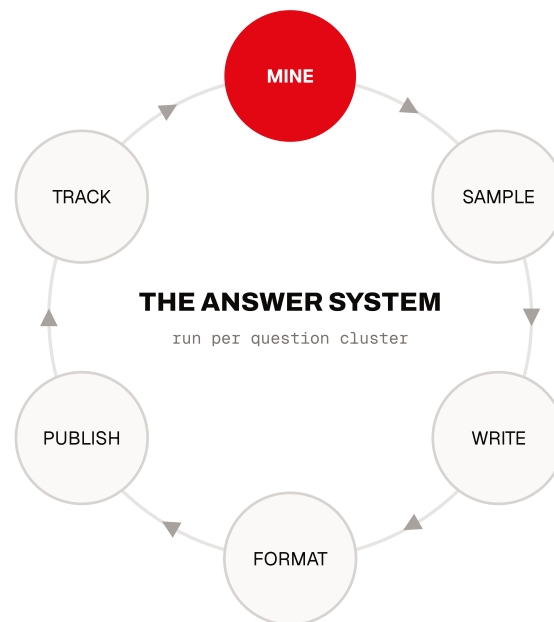 MINE
SAMPLE
WRITE
FORMAT
PUBLISH
TRACK
THE ANSWER SYSTEM
run per question cluster